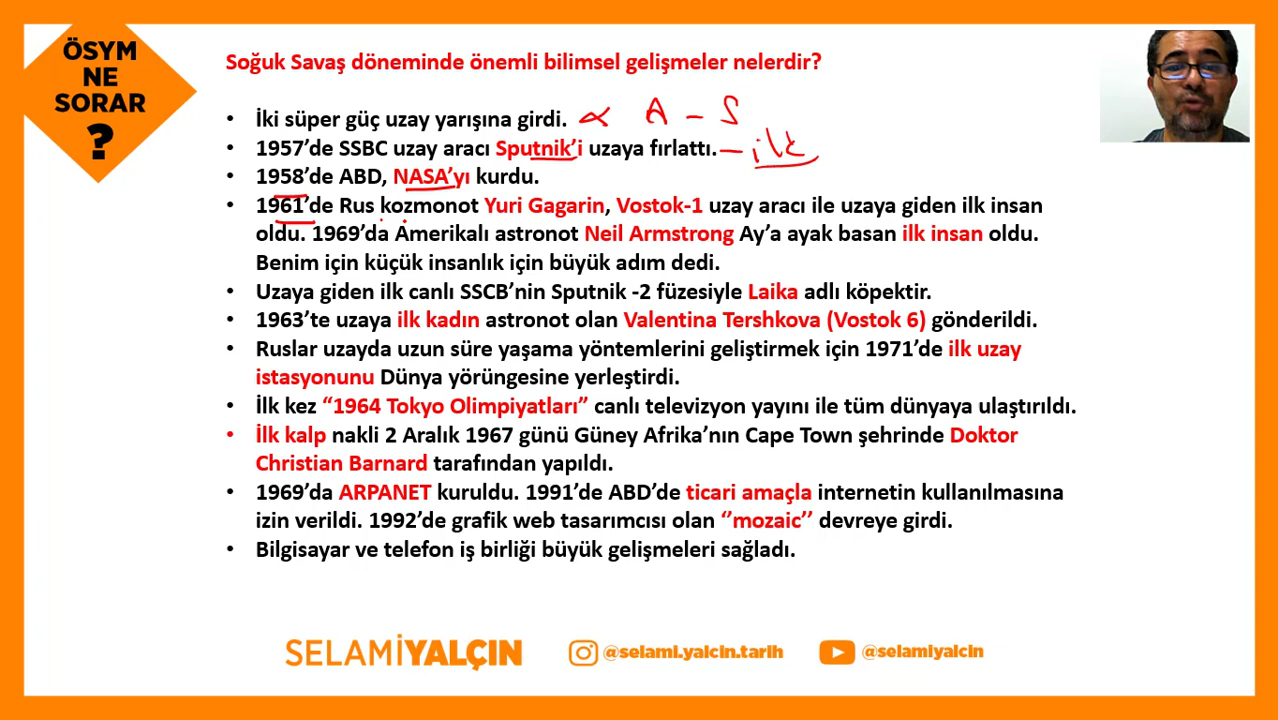 ÖSYM
NE
SORAR
?
Soğuk Savaş döneminde önemli bilimsel gelişmeler nelerdir?
• İki süper güç uzay yarışına girdi. A - S
• 1957’de SSBC uzay aracı Sputnik’i uzaya fırlattı. - ilk
• 1958’de ABD, NASA’yı kurdu.
• 1961’de Rus kozmonot Yuri Gagarin, Vostok-1 uzay aracı ile uzaya giden ilk insan
oldu. 1969’da Amerikalı astronot Neil Armstrong Ay’a ayak basan ilk insan oldu.
Benim için küçük insanlık için büyük adım dedi.
• Uzaya giden ilk canlı SSCB’nin Sputnik -2 füzesiyle Laika adlı köpektir.
• 1963’te uzaya ilk kadın astronot olan Valentina Tershkova (Vostok 6) gönderildi.
• Ruslar uzayda uzun süre yaşama yöntemlerini geliştirmek için 1971’de ilk uzay
istasyonunu Dünya yörüngesine yerleştirdi.
• İlk kez “1964 Tokyo Olimpiyatları” canlı televizyon yayını ile tüm dünyaya ulaştırıldı.
• İlk kalp nakli 2 Aralık 1967 günü Güney Afrika’nın Cape Town şehrinde Doktor
Christian Barnard tarafından yapıldı.
• 1969’da ARPANET kuruldu. 1991’de ABD’de ticari amaçla internetin kullanılmasına
izin verildi. 1992’de grafik web tasarımcısı olan ‘’mozaic’’ devreye girdi.
• Bilgisayar ve telefon iş birliği büyük gelişmeleri sağladı.
SELAMİYALÇIN @selami.yalcin.tarih @selamiyalcin